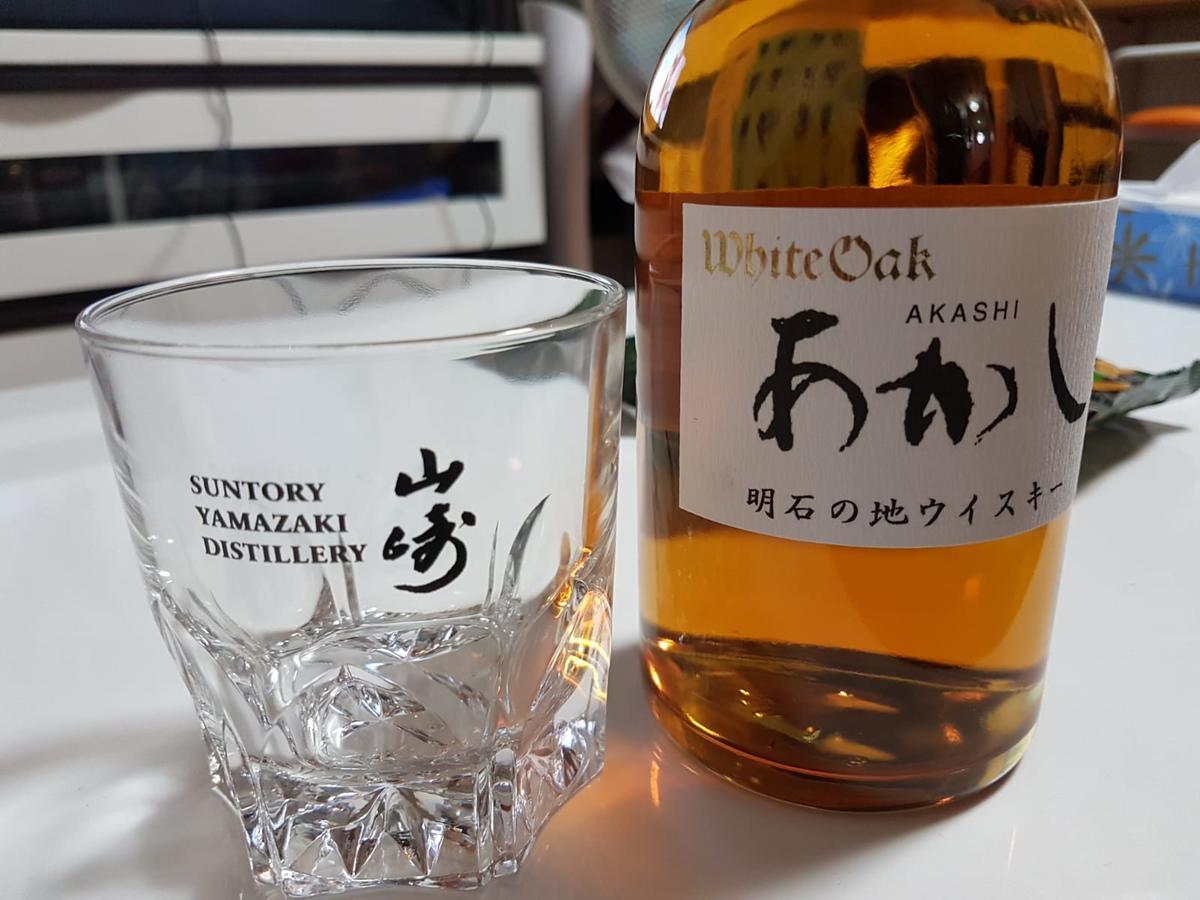 SUNTORY
YAMAZAKI
DISTILLERY
山崎
White Oak
AKASHI
あかし
明石の地ウイスキー